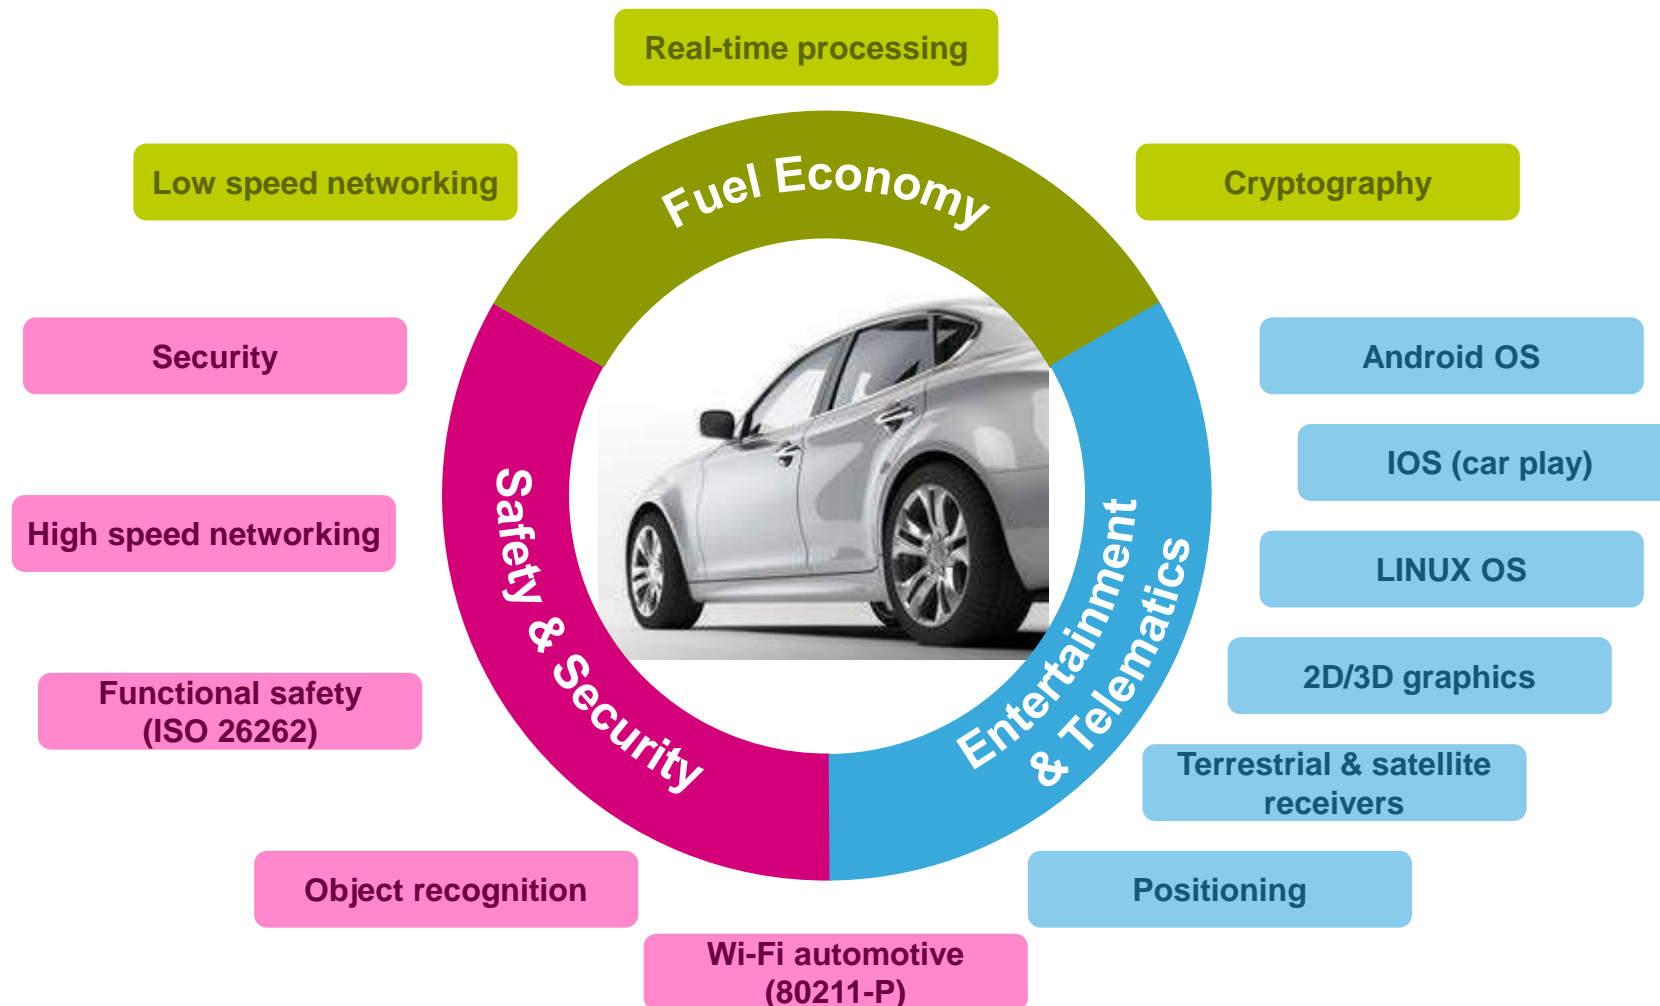 Real-time processing
Low speed networking
Cryptography
Fuel Economy
Security
Android OS
IOS (car play)
High speed networking
Safety & Security
Entertainment
& Telematics
LINUX OS
Functional safety
(ISO 26262)
2D/3D graphics
Terrestrial & satellite
receivers
Object recognition
Positioning
Wi-Fi automotive
(80211-P)